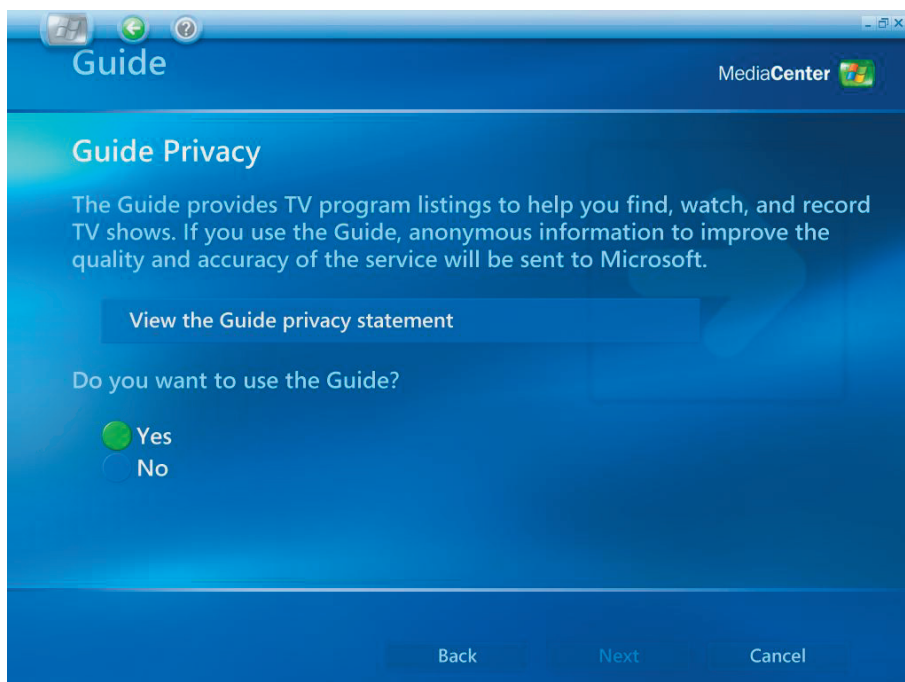 Guide
MediaCenter
Guide Privacy
The Guide provides TV program listings to help you find, watch, and record
TV shows. If you use the Guide, anonymous information to improve the
quality and accuracy of the service will be sent to Microsoft.
View the Guide privacy statement
Do you want to use the Guide?
Yes
No
Back Next Cancel